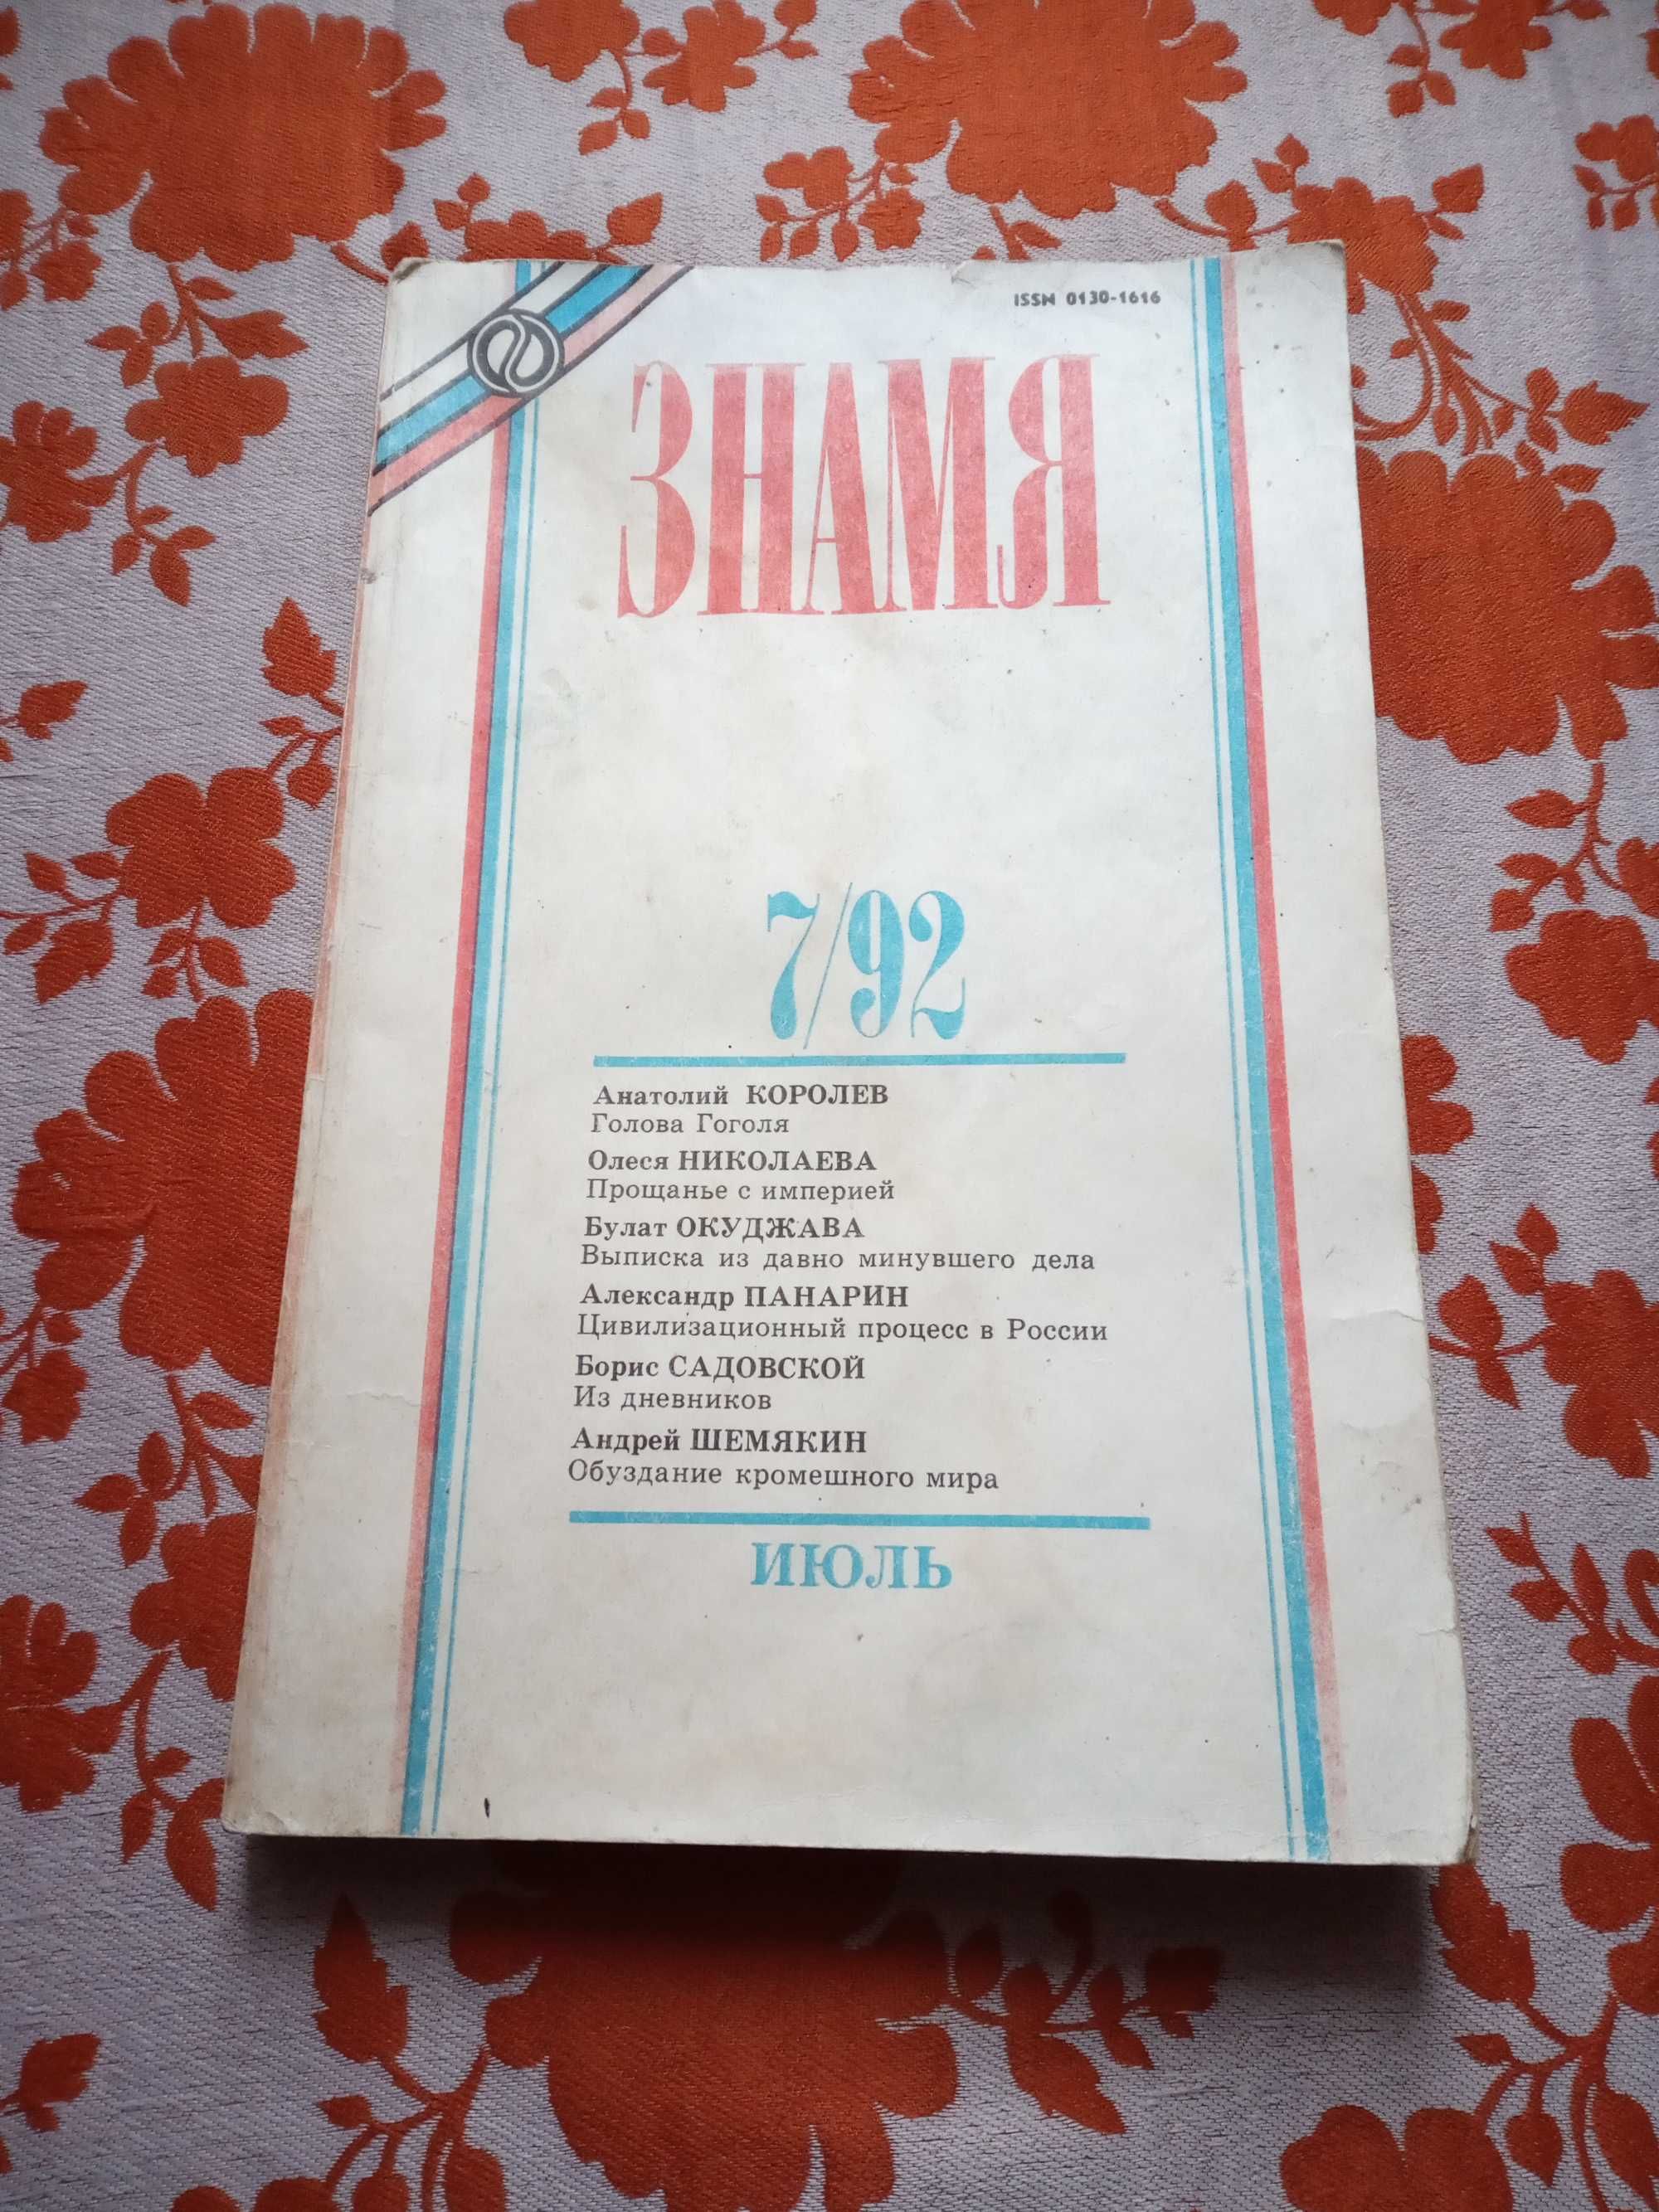 ISSN 0130-1616
ЗНАМЯ
7/92
Анатолий КОРОЛЕВ
Голова Гоголя
Олеся НИКОЛАЕВА
Прощанье с империей
Булат ОКУДЖАВА
Выписка из давно минувшего дела
Александр ПАНАРИН
Цивилизационный процесс в России
Борис САДОВСКОЙ
Из дневников
Андрей ШЕМЯКИН
Обуздание кромешного мира
ИЮЛЬ